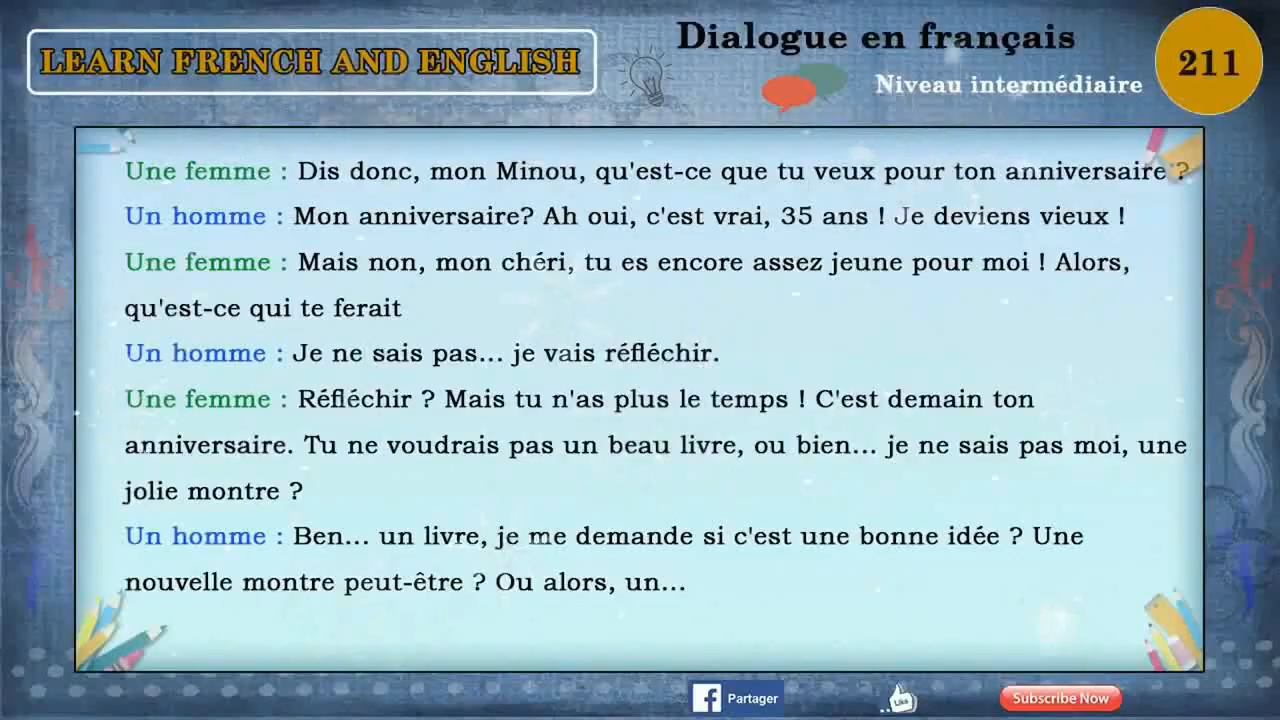 LEARN FRENCH AND ENGLISH
Dialogue en français
Niveau intermédiaire
211
Une femme : Dis donc, mon Minou, qu'est-ce que tu veux pour ton anniversaire ?
Un homme : Mon anniversaire? Ah oui, c'est vrai, 35 ans ! Je deviens vieux !
Une femme : Mais non, mon chéri, tu es encore assez jeune pour moi ! Alors,
qu'est-ce qui te ferait
Un homme : Je ne sais pas... je vais réfléchir.
Une femme : Réfléchir ? Mais tu n'as plus le temps ! C'est demain ton
anniversaire. Tu ne voudrais pas un beau livre, ou bien... je ne sais pas moi, une
jolie montre ?
Un homme : Ben... un livre, je me demande si c'est une bonne idée ? Une
nouvelle montre peut-être ? Ou alors, un...
f Partager
Like
Subscribe Now